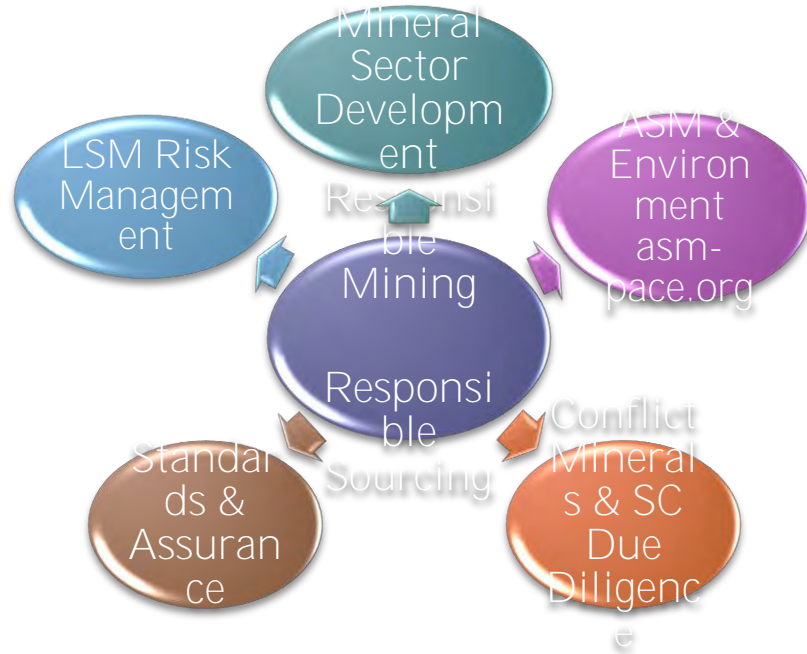 Mineral
Sector
Developm
ent
LSM Risk
Managem
ent
ASM &
Environ
ment
asm-
pace.org
Responsi
ble
Mining
Responsi
ble
Sourcing
Standar
ds &
Assuran
ce
Conflict
Mineral
s & SC
Due
Diligenc
e